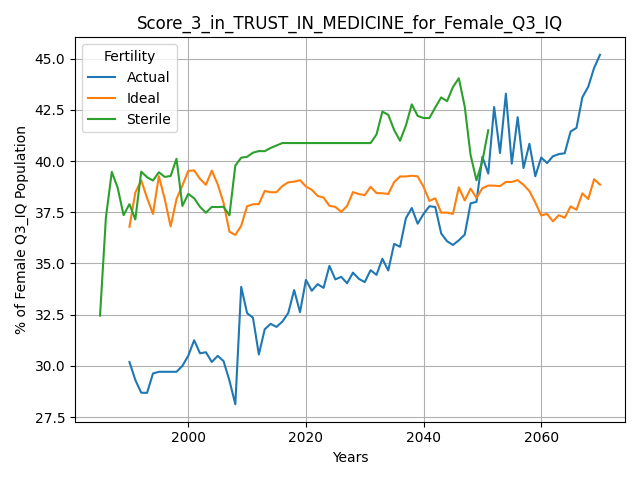 Score_3_in_TRUST_IN_MEDICINE_for_Female_Q3_IQ
Fertility
Actual
Ideal
Sterile
% of Female Q3_IQ Population
45.0
42.5
40.0
37.5
35.0
32.5
30.0
27.5
2000
2020
2040
2060
Years